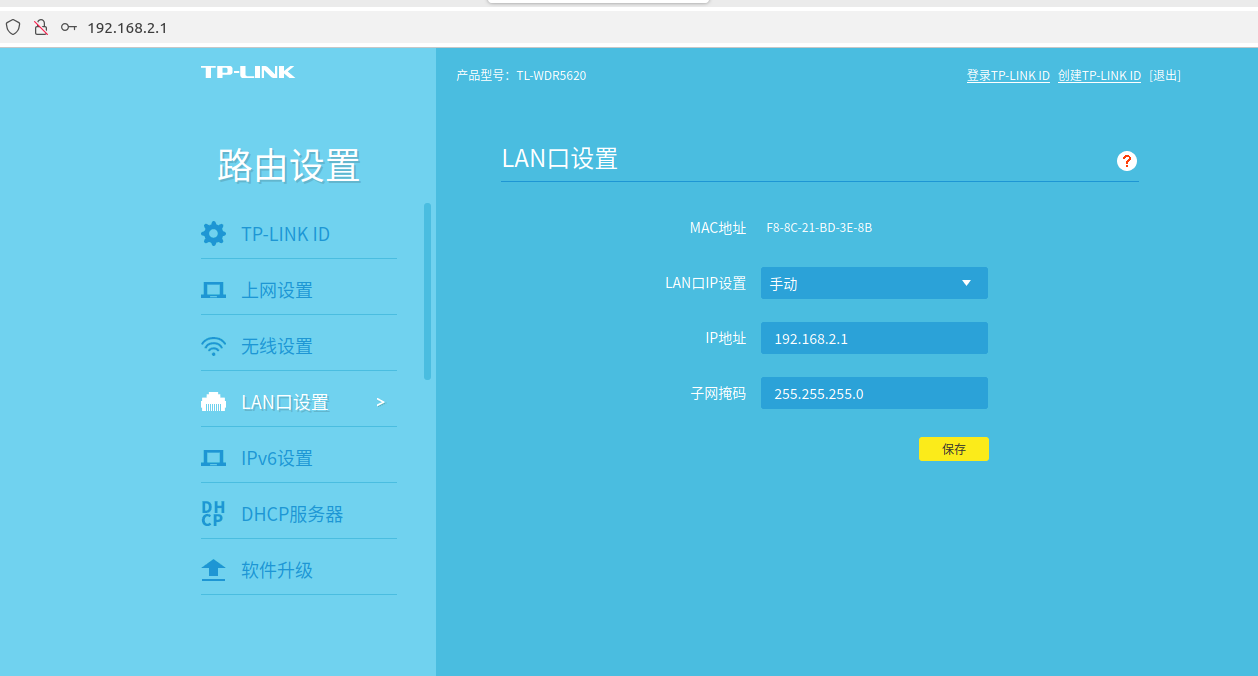 192.168.2.1
TP-LINK
产品型号：TL-WDR5620
登录TP-LINK ID 创建TP-LINK ID [退出]
路由设置
TP-LINK ID
上网设置
无线设置
LAN口设置 >
IPv6设置
DHCP DHCP服务器
软件升级
LAN口设置
?
MAC地址 F8-8C-21-BD-3E-8B
LAN口IP设置 手动
IP地址 192.168.2.1
子网掩码 255.255.255.0
保存